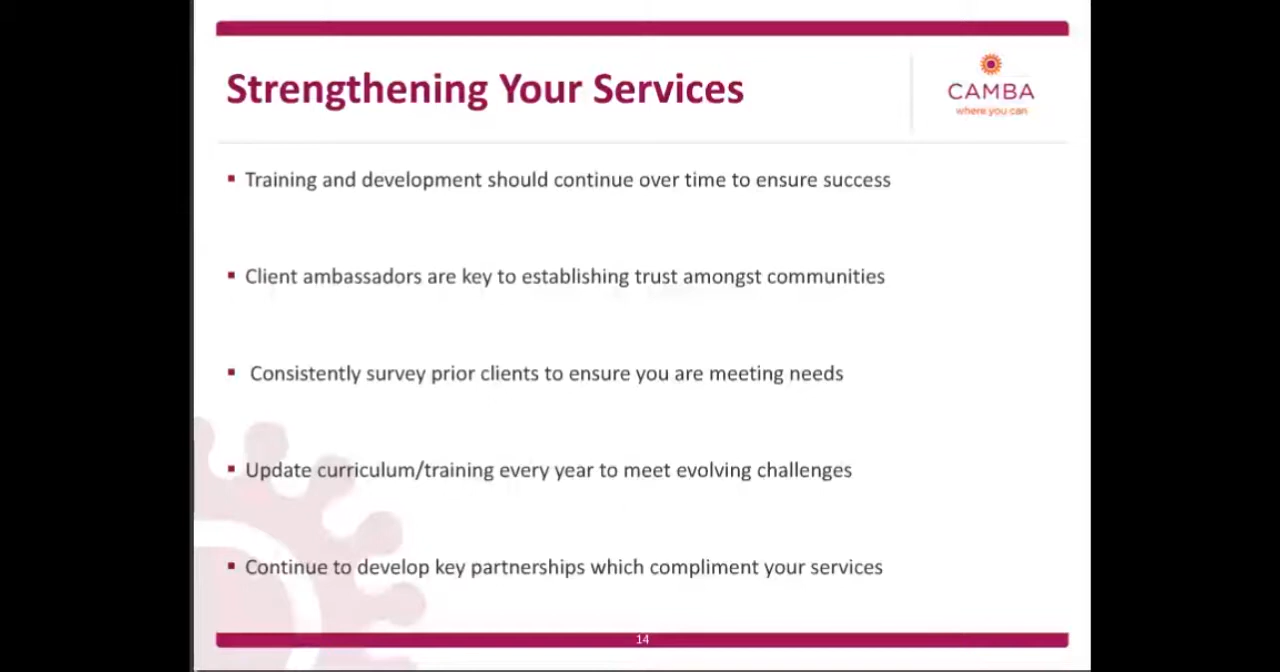 Strengthening Your Services
CAMBA
where you can
▪ Training and development should continue over time to ensure success
▪ Client ambassadors are key to establishing trust amongst communities
▪ Consistently survey prior clients to ensure you are meeting needs
▪ Update curriculum/training every year to meet evolving challenges
▪ Continue to develop key partnerships which compliment your services
14